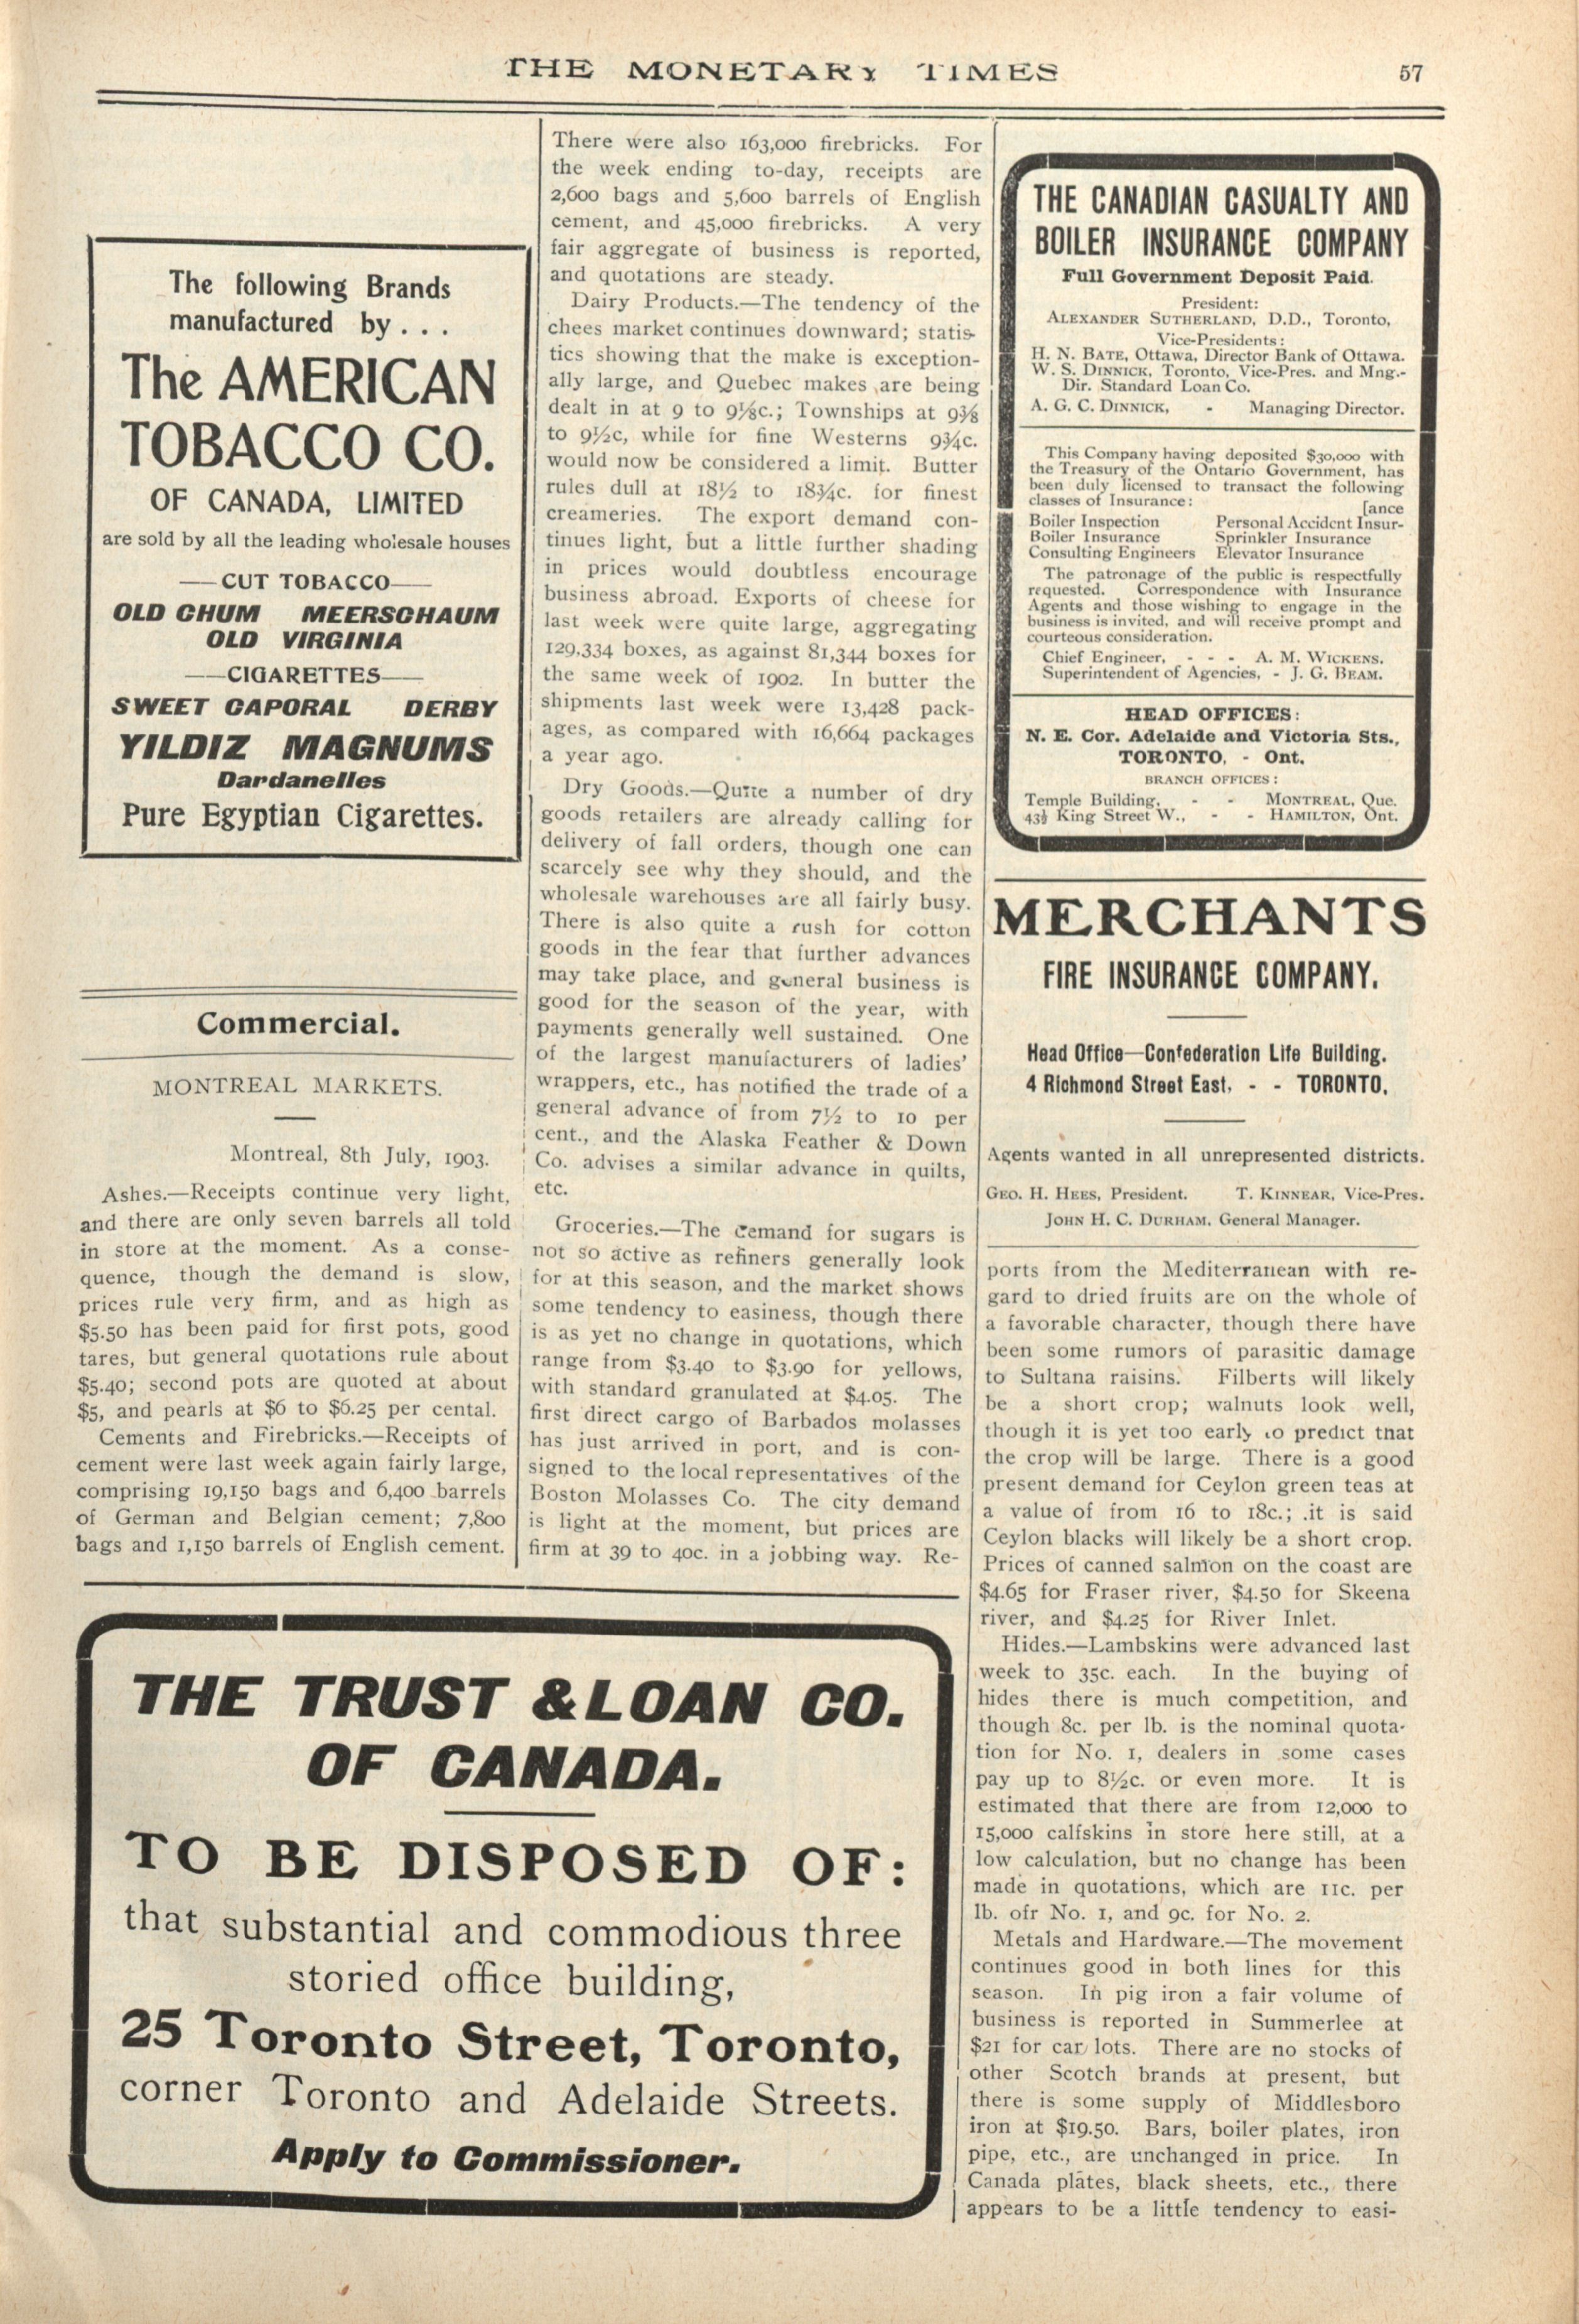 THE MONETARY TIMES
57
The following Brands
manufactured by . . .
The AMERICAN
TOBACCO CO.
OF CANADA, LIMITED
are sold by all the leading wholesale houses
—CUT TOBACCO—
OLD CHUM MEERSCHAUM
OLD VIRGINIA
—CIGARETTES—
SWEET CAPORAL DERBY
YILDIZ MAGNUMS
Dardanelles
Pure Egyptian Cigarettes.
Commercial.
MONTREAL MARKETS.
Montreal, 8th July, 1903.
Ashes.—Receipts continue very light,
and there are only seven barrels all told
in store at the moment. As a conse-
quence, though the demand is slow,
prices rule very firm, and as high as
$5.50 has been paid for first pots, good
tares, but general quotations rule about
$5.40; second pots are quoted at about
$5, and pearls at $6 to $6.25 per cental.
Cements and Firebricks.—Receipts of
cement were last week again fairly large,
comprising 19,150 bags and 6,400 barrels
of German and Belgian cement; 7,800
bags and 1,150 barrels of English cement.
There were also 163,000 firebricks. For
the week ending to-day, receipts are
2,600 bags and 5,600 barrels of English
cement, and 45,000 firebricks. A very
fair aggregate of business is reported,
and quotations are steady.
Dairy Products.—The tendency of the
chees market continues downward; statis-
tics showing that the make is exception-
ally large, and Quebec makes are being
dealt in at 9 to 9⅛c.; Townships at 9⅜
to 9½c, while for fine Westerns 9¾c.
would now be considered a limit. Butter
rules dull at 18½ to 18¾c. for finest
creameries. The export demand con-
tinues light, but a little further shading
in prices would doubtless encourage
business abroad. Exports of cheese for
last week were quite large, aggregating
129,334 boxes, as against 81,344 boxes for
the same week of 1902. In butter the
shipments last week were 13,428 pack-
ages, as compared with 16,664 packages
a year ago.
Dry Goods.—Quite a number of dry
goods retailers are already calling for
delivery of fall orders, though one can
scarcely see why they should, and the
wholesale warehouses are all fairly busy.
There is also quite a rush for cotton
goods in the fear that further advances
may take place, and general business is
good for the season of the year, with
payments generally well sustained. One
of the largest manufacturers of ladies'
wrappers, etc., has notified the trade of a
general advance of from 7½ to 10 per
cent., and the Alaska Feather & Down
Co. advises a similar advance in quilts,
etc.
Groceries.—The demand for sugars is
not so active as refiners generally look
for at this season, and the market shows
some tendency to easiness, though there
is as yet no change in quotations, which
range from $3.40 to $3.90 for yellows,
with standard granulated at $4.05. The
first direct cargo of Barbados molasses
has just arrived in port, and is con-
signed to the local representatives of the
Boston Molasses Co. The city demand
is light at the moment, but prices are
firm at 39 to 40c. in a jobbing way. Re-
THE CANADIAN CASUALTY AND
BOILER INSURANCE COMPANY
Full Government Deposit Paid.
President:
ALEXANDER SUTHERLAND, D.D., Toronto,
Vice-Presidents:
H. N. BATE, Ottawa, Director Bank of Ottawa.
W. S. DINNICK, Toronto, Vice-Pres. and Mng.-
Dir. Standard Loan Co.
A. G. C. DINNICK, - Managing Director.
This Company having deposited $30,000 with
the Treasury of the Ontario Government, has
been duly licensed to transact the following
classes of Insurance:
[ance
Boiler Inspection Personal Accident Insur-
Boiler Insurance Sprinkler Insurance
Consulting Engineers Elevator Insurance
The patronage of the public is respectfully
requested. Correspondence with Insurance
Agents and those wishing to engage in the
business is invited, and will receive prompt and
courteous consideration.
Chief Engineer, - - - A. M. WICKENS.
Superintendent of Agencies, - J. G. BEAM.
HEAD OFFICES:
N. E. Cor. Adelaide and Victoria Sts.,
TORONTO, - Ont.
BRANCH OFFICES:
Temple Building, - - MONTREAL, Que.
43½ King Street W., - - HAMILTON, Ont.
MERCHANTS
FIRE INSURANCE COMPANY.
Head Office—Confederation Life Building.
4 Richmond Street East, - - TORONTO.
Agents wanted in all unrepresented districts.
GEO. H. HEES, President. T. KINNEAR, Vice-Pres.
JOHN H. C. DURHAM, General Manager.
ports from the Mediterranean with re-
gard to dried fruits are on the whole of
a favorable character, though there have
been some rumors of parasitic damage
to Sultana raisins. Filberts will likely
be a short crop; walnuts look well,
though it is yet too early to predict that
the crop will be large. There is a good
present demand for Ceylon green teas at
a value of from 16 to 18c.; .it is said
Ceylon blacks will likely be a short crop.
Prices of canned salmon on the coast are
$4.65 for Fraser river, $4.50 for Skeena
river, and $4.25 for River Inlet.
Hides.—Lambskins were advanced last
week to 35c. each. In the buying of
hides there is much competition, and
though 8c. per lb. is the nominal quota-
tion for No. 1, dealers in some cases
pay up to 8½c. or even more. It is
estimated that there are from 12,000 to
15,000 calfskins in store here still, at a
low calculation, but no change has been
made in quotations, which are 11c. per
lb. ofr No. 1, and 9c. for No. 2.
Metals and Hardware.—The movement
continues good in both lines for this
season. In pig iron a fair volume of
business is reported in Summerlee at
$21 for car lots. There are no stocks of
other Scotch brands at present, but
there is some supply of Middlesboro
iron at $19.50. Bars, boiler plates, iron
pipe, etc., are unchanged in price. In
Canada plates, black sheets, etc., there
appears to be a little tendency to easi-
THE TRUST & LOAN CO.
OF CANADA.
TO BE DISPOSED OF:
that substantial and commodious three
storied office building,
25 Toronto Street, Toronto,
corner Toronto and Adelaide Streets.
Apply to Commissioner.